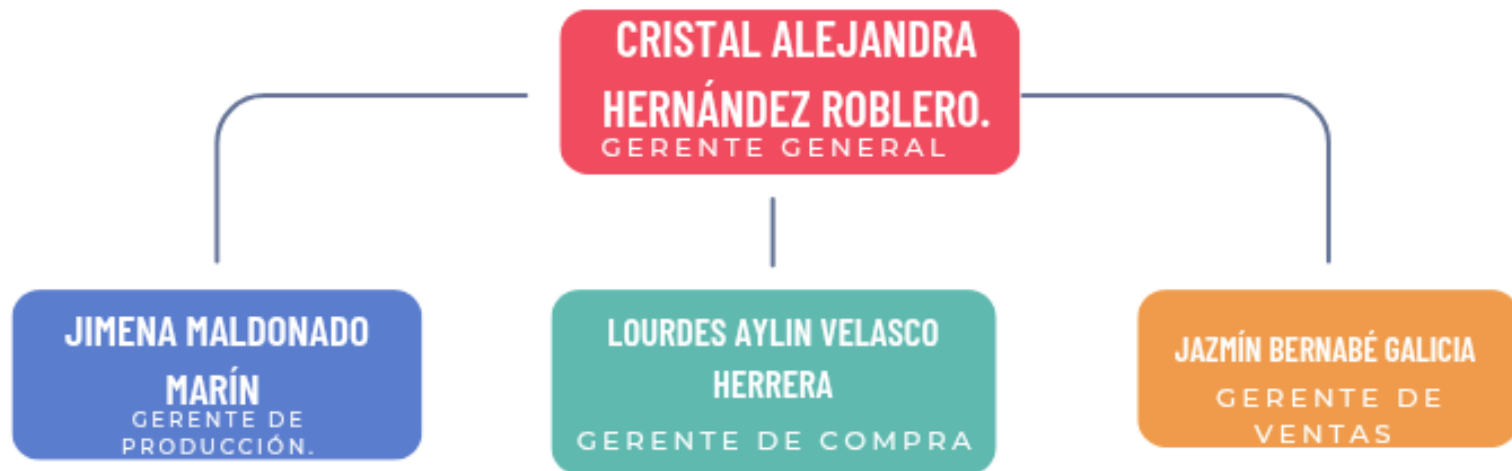 CRISTAL ALEJANDRA
HERNÁNDEZ ROBLERO.
GERENTE GENERAL
JIMENA MALDONADO
MARÍN
GERENTE DE
PRODUCCIÓN.
LOURDES AYLIN VELASCO
HERRERA
GERENTE DE COMPRA
JAZMÍN BERNABÉ GALICIA
GERENTE DE
VENTAS